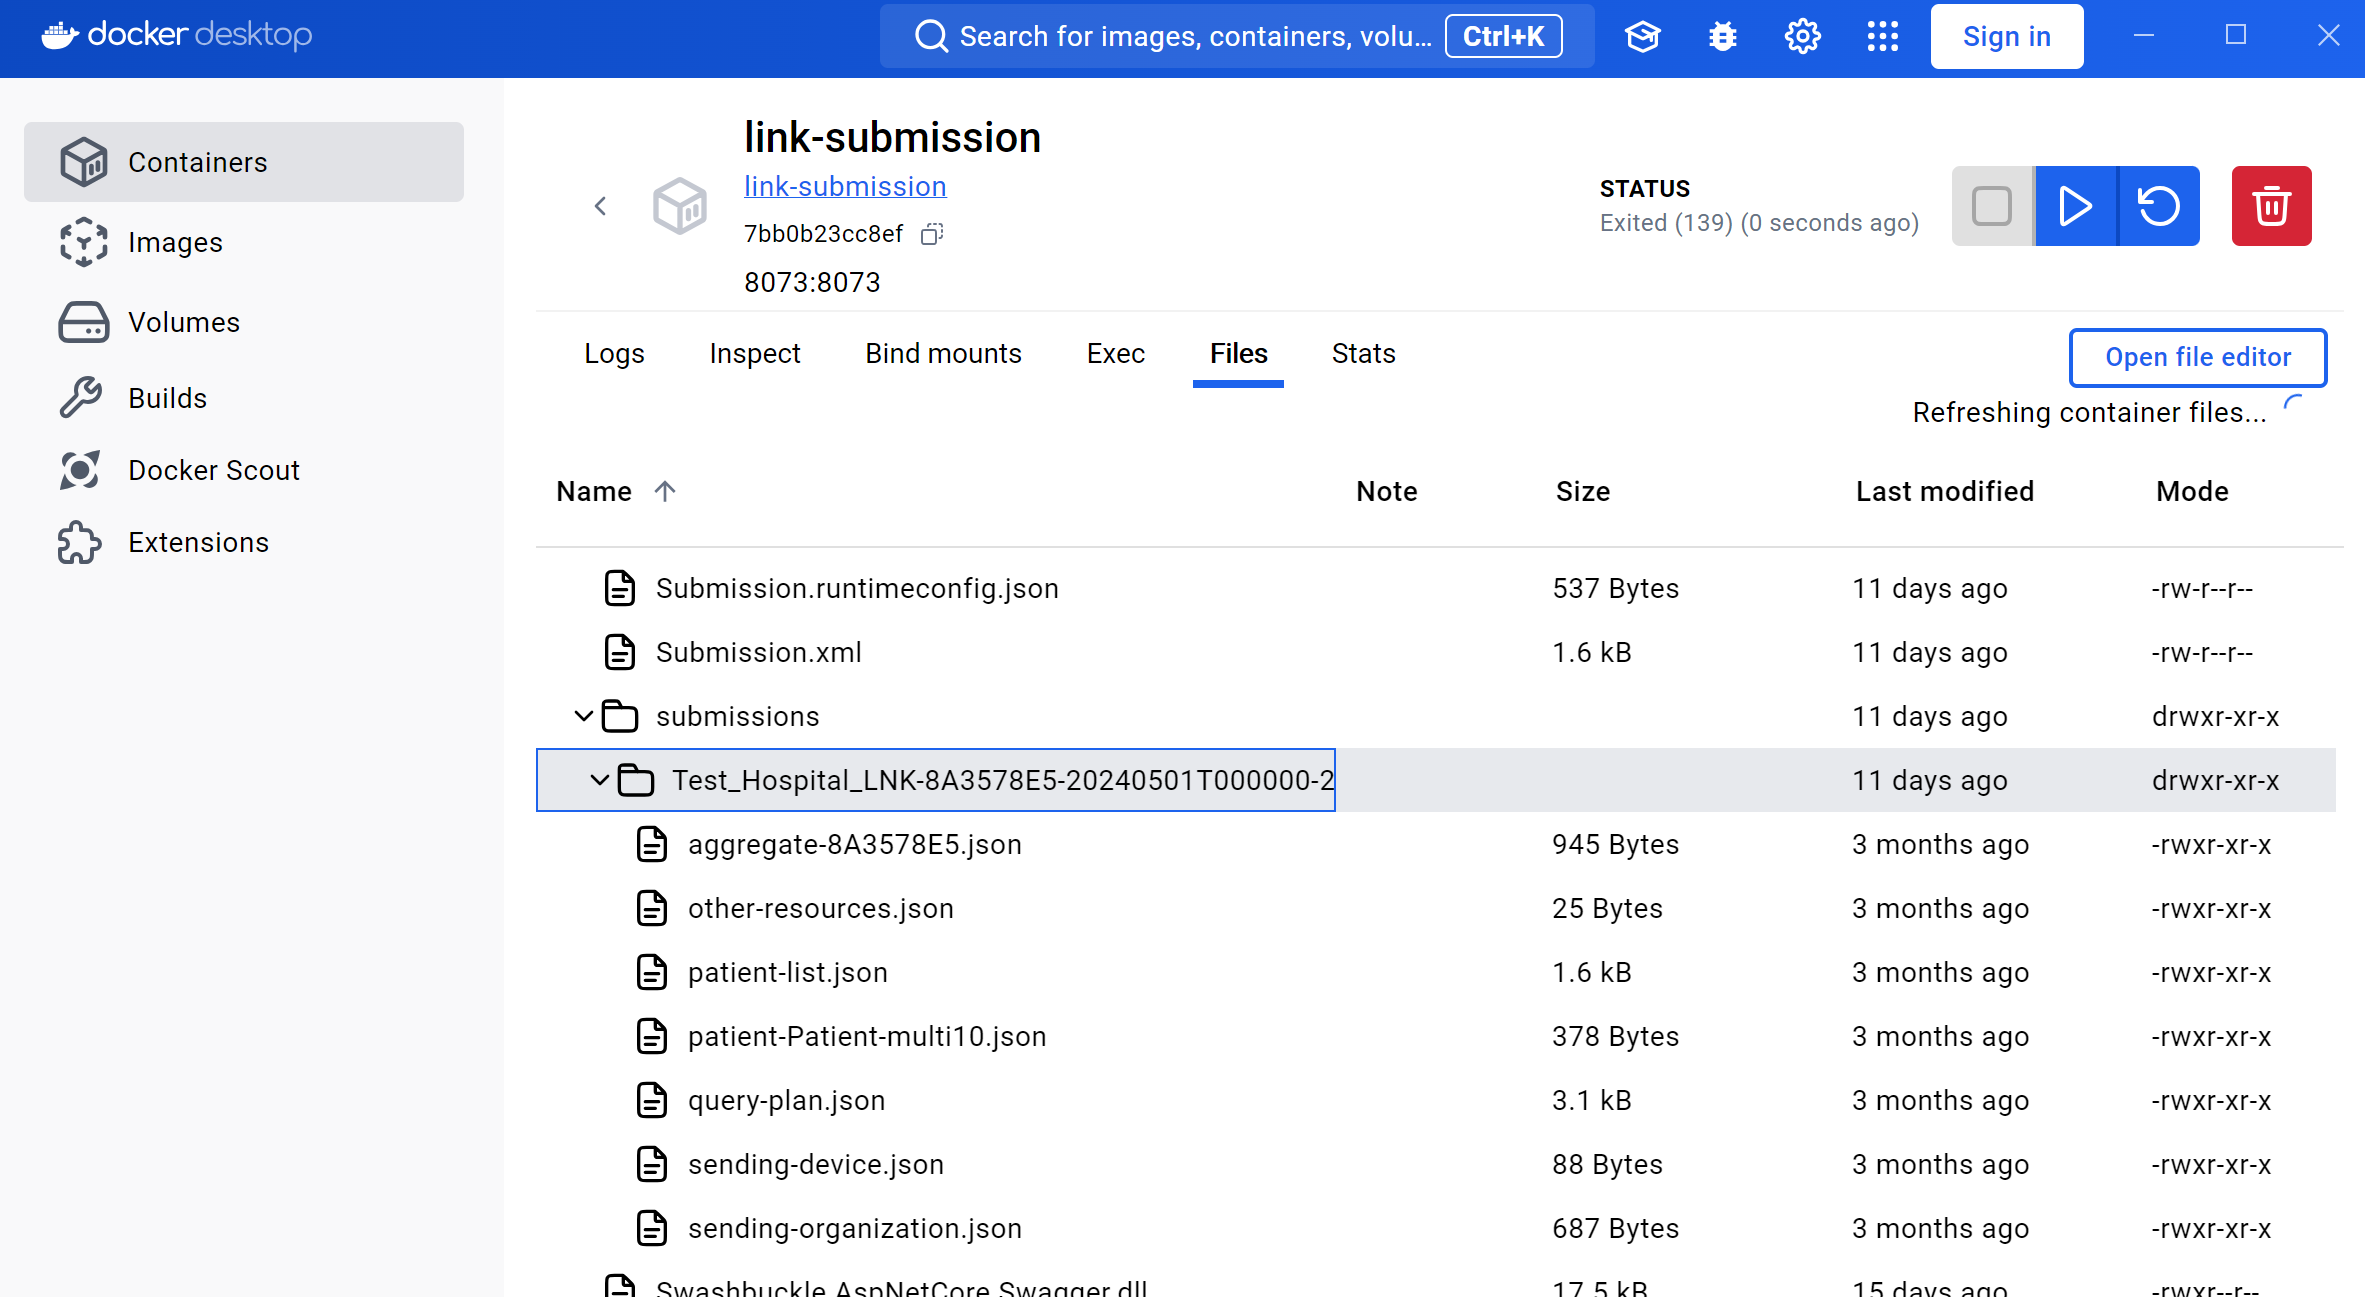 docker desktop
Search for images, containers, volu... Ctrl+K
Sign in
Containers
Images
Volumes
Builds
Docker Scout
Extensions
link-submission
link-submission
7bb0b23cc8ef
8073:8073
STATUS
Exited (139) (0 seconds ago)
Logs Inspect Bind mounts Exec Files Stats
Open file editor
Refreshing container files...
Name Note Size Last modified Mode
Submission.runtimeconfig.json 537 Bytes 11 days ago -rw-r--r--
Submission.xml 1.6 kB 11 days ago -rw-r--r--
submissions 11 days ago drwxr-xr-x
Test_Hospital_LNK-8A3578E5-20240501T000000-2 11 days ago drwxr-xr-x
aggregate-8A3578E5.json 945 Bytes 3 months ago -rwxr-xr-x
other-resources.json 25 Bytes 3 months ago -rwxr-xr-x
patient-list.json 1.6 kB 3 months ago -rwxr-xr-x
patient-Patient-multi10.json 378 Bytes 3 months ago -rwxr-xr-x
query-plan.json 3.1 kB 3 months ago -rwxr-xr-x
sending-device.json 88 Bytes 3 months ago -rwxr-xr-x
sending-organization.json 687 Bytes 3 months ago -rwxr-xr-x
Swashbuckle.AspNetCore.Swagger.dll 17.5 kB 15 days ago -rwxr--r--